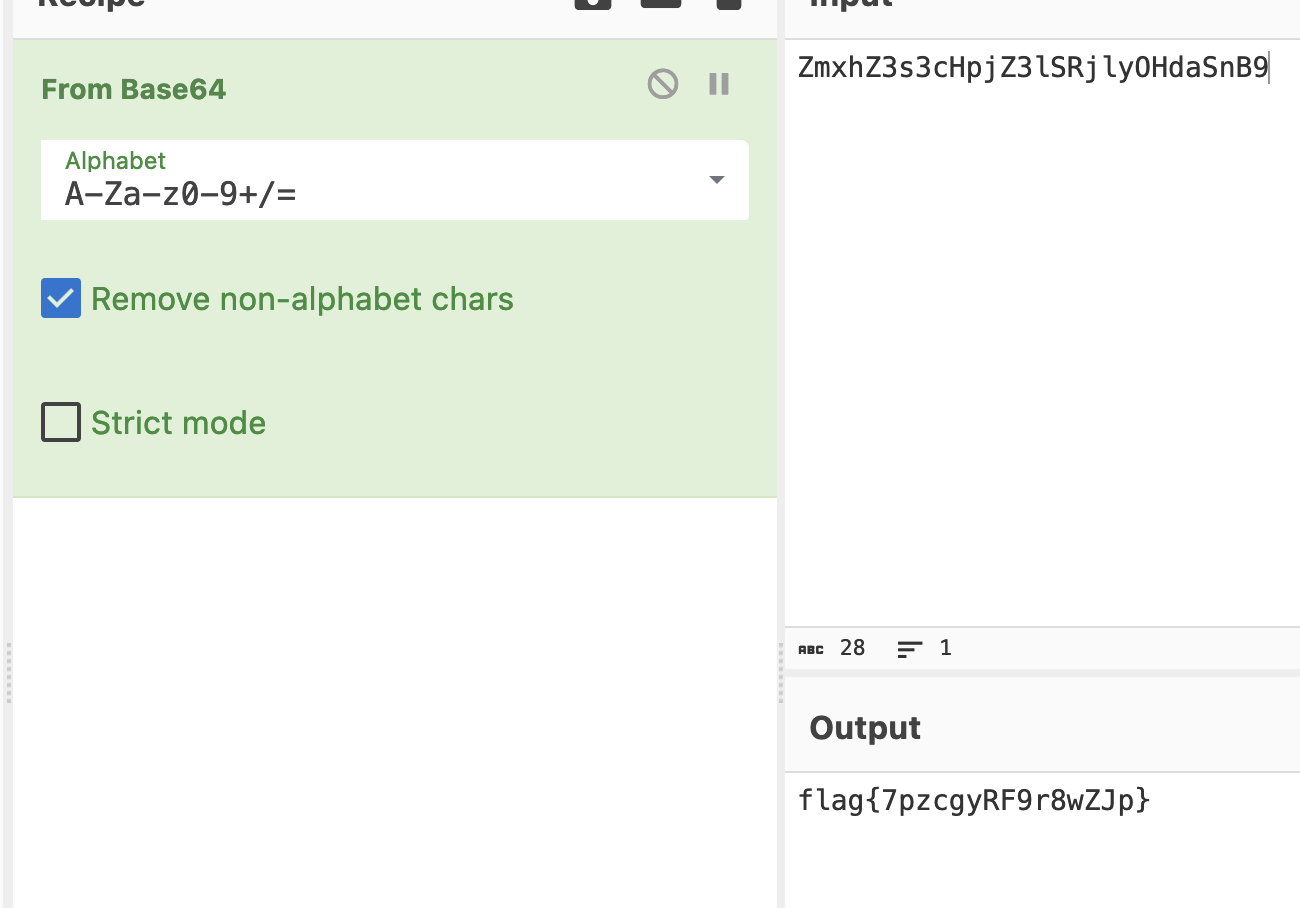 Recipe
From Base64
Alphabet
A-Za-z0-9+/=
Remove non-alphabet chars
Strict mode
Input
ZmxhZ3s3cHpjZ3lSRjlyOHdaSnB9
ABC 28 1
Output
flag{7pzcgyRF9r8wZJp}